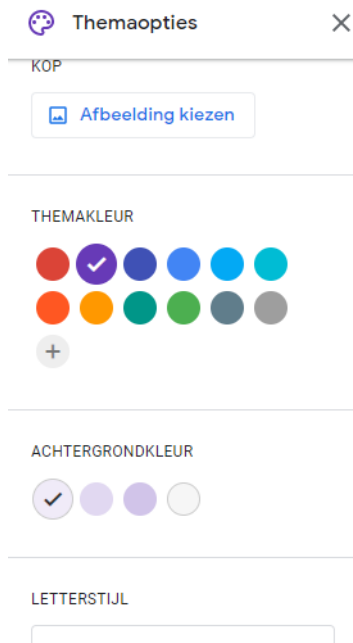 Themaopties
KOP
Afbeelding kiezen
THEMAKLEUR
ACHTERGRONDKLEUR
LETTERSTIJL